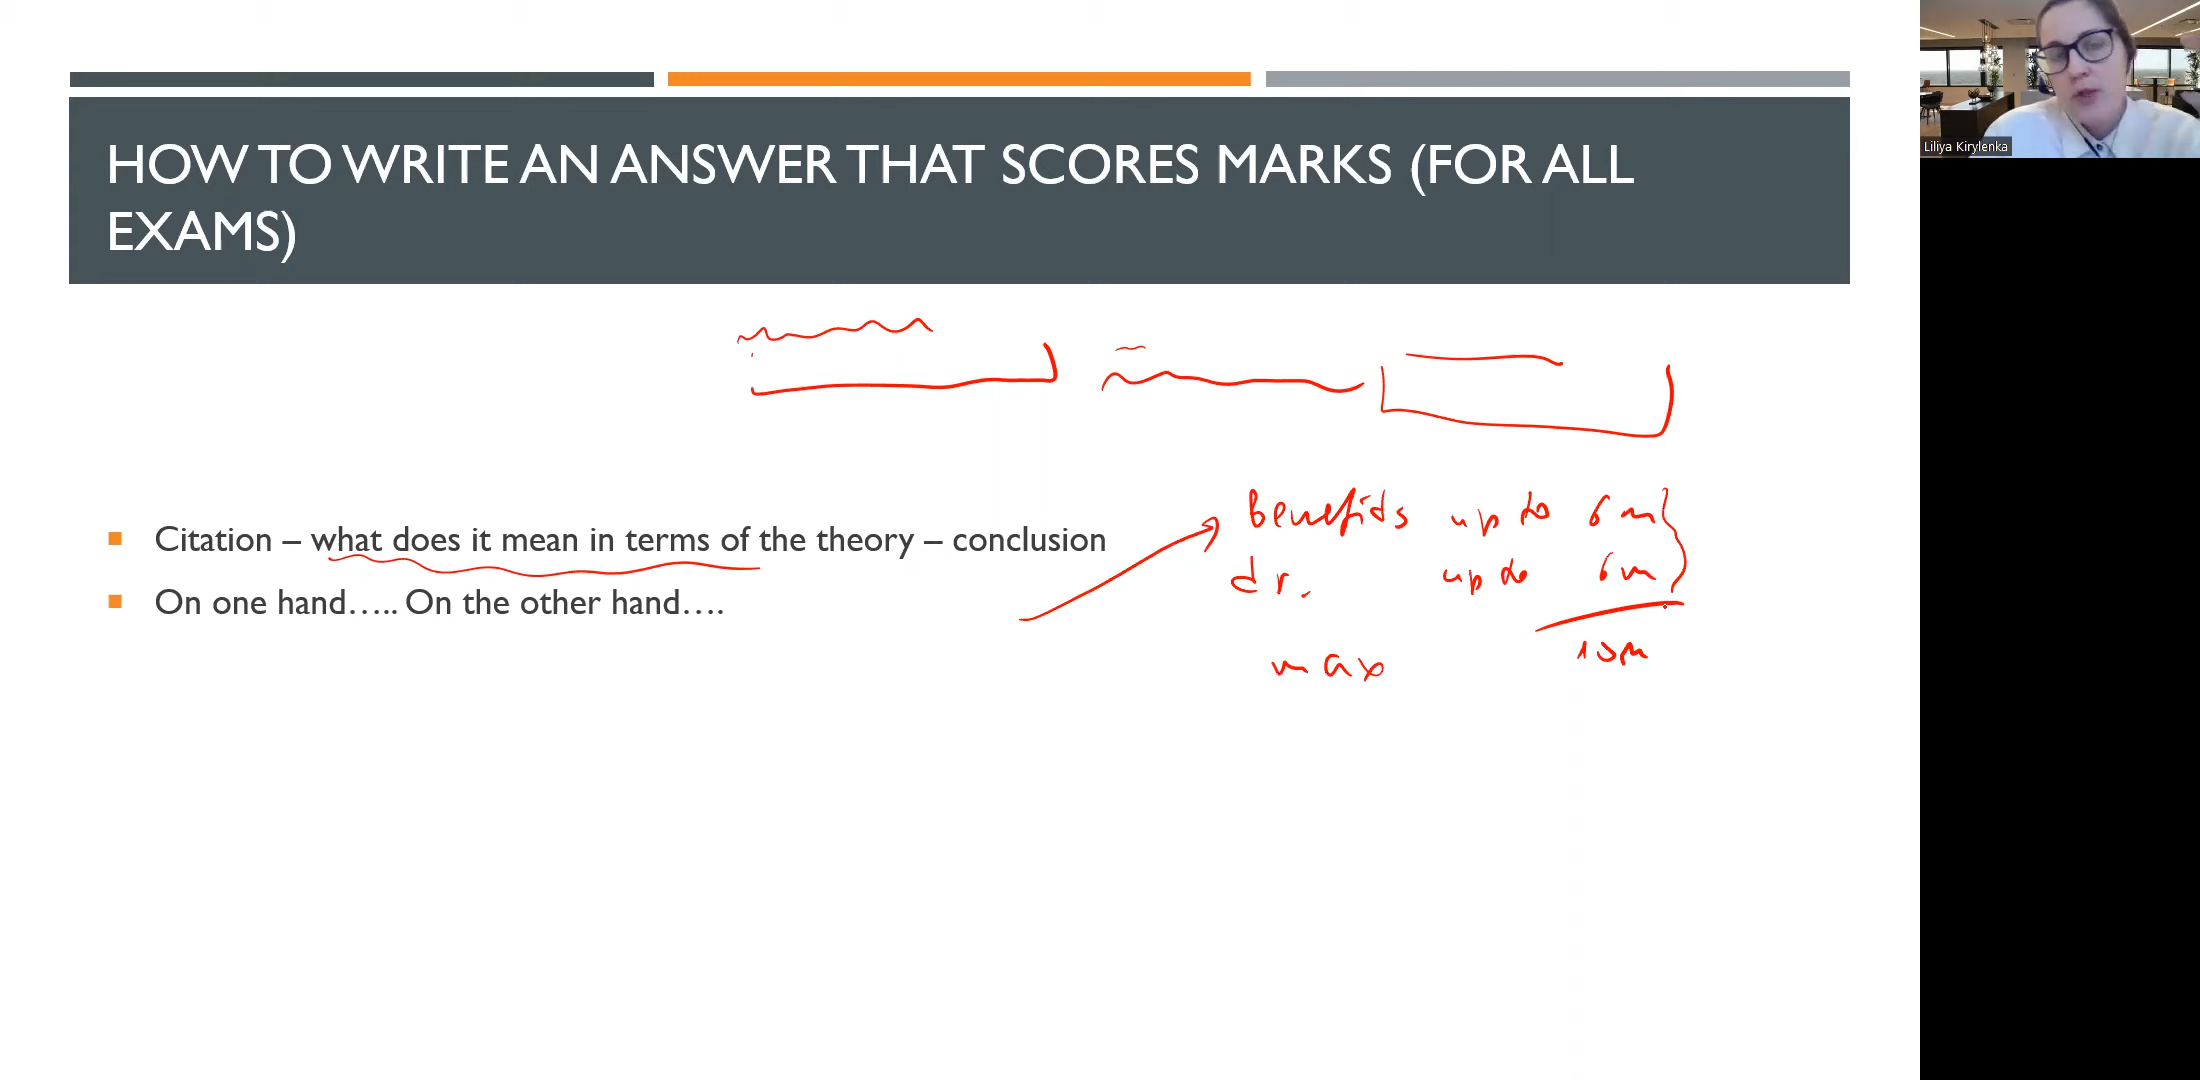 HOW TO WRITE AN ANSWER THAT SCORES MARKS (FOR ALL
EXAMS)
Liliya Kirylenka
Citation – what does it mean in terms of the theory – conclusion
On one hand….. On the other hand….
Benefits up to 6m
dr. up to 6m
max